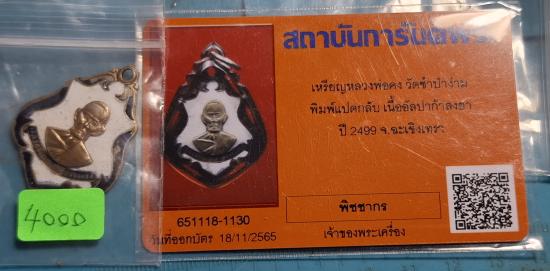 สถาบันการันตีพระ
เหรียญหลวงพ่อคง วัดซำป่าง่าม
พิมพ์แปดกลับ เนื้ออัลปาก้าลงยา
ปี 2499 จ.ฉะเชิงเทรา
4000
651118-1130
วันที่ออกบัตร 18/11/2565
พิชชากร
เจ้าของพระเครื่อง